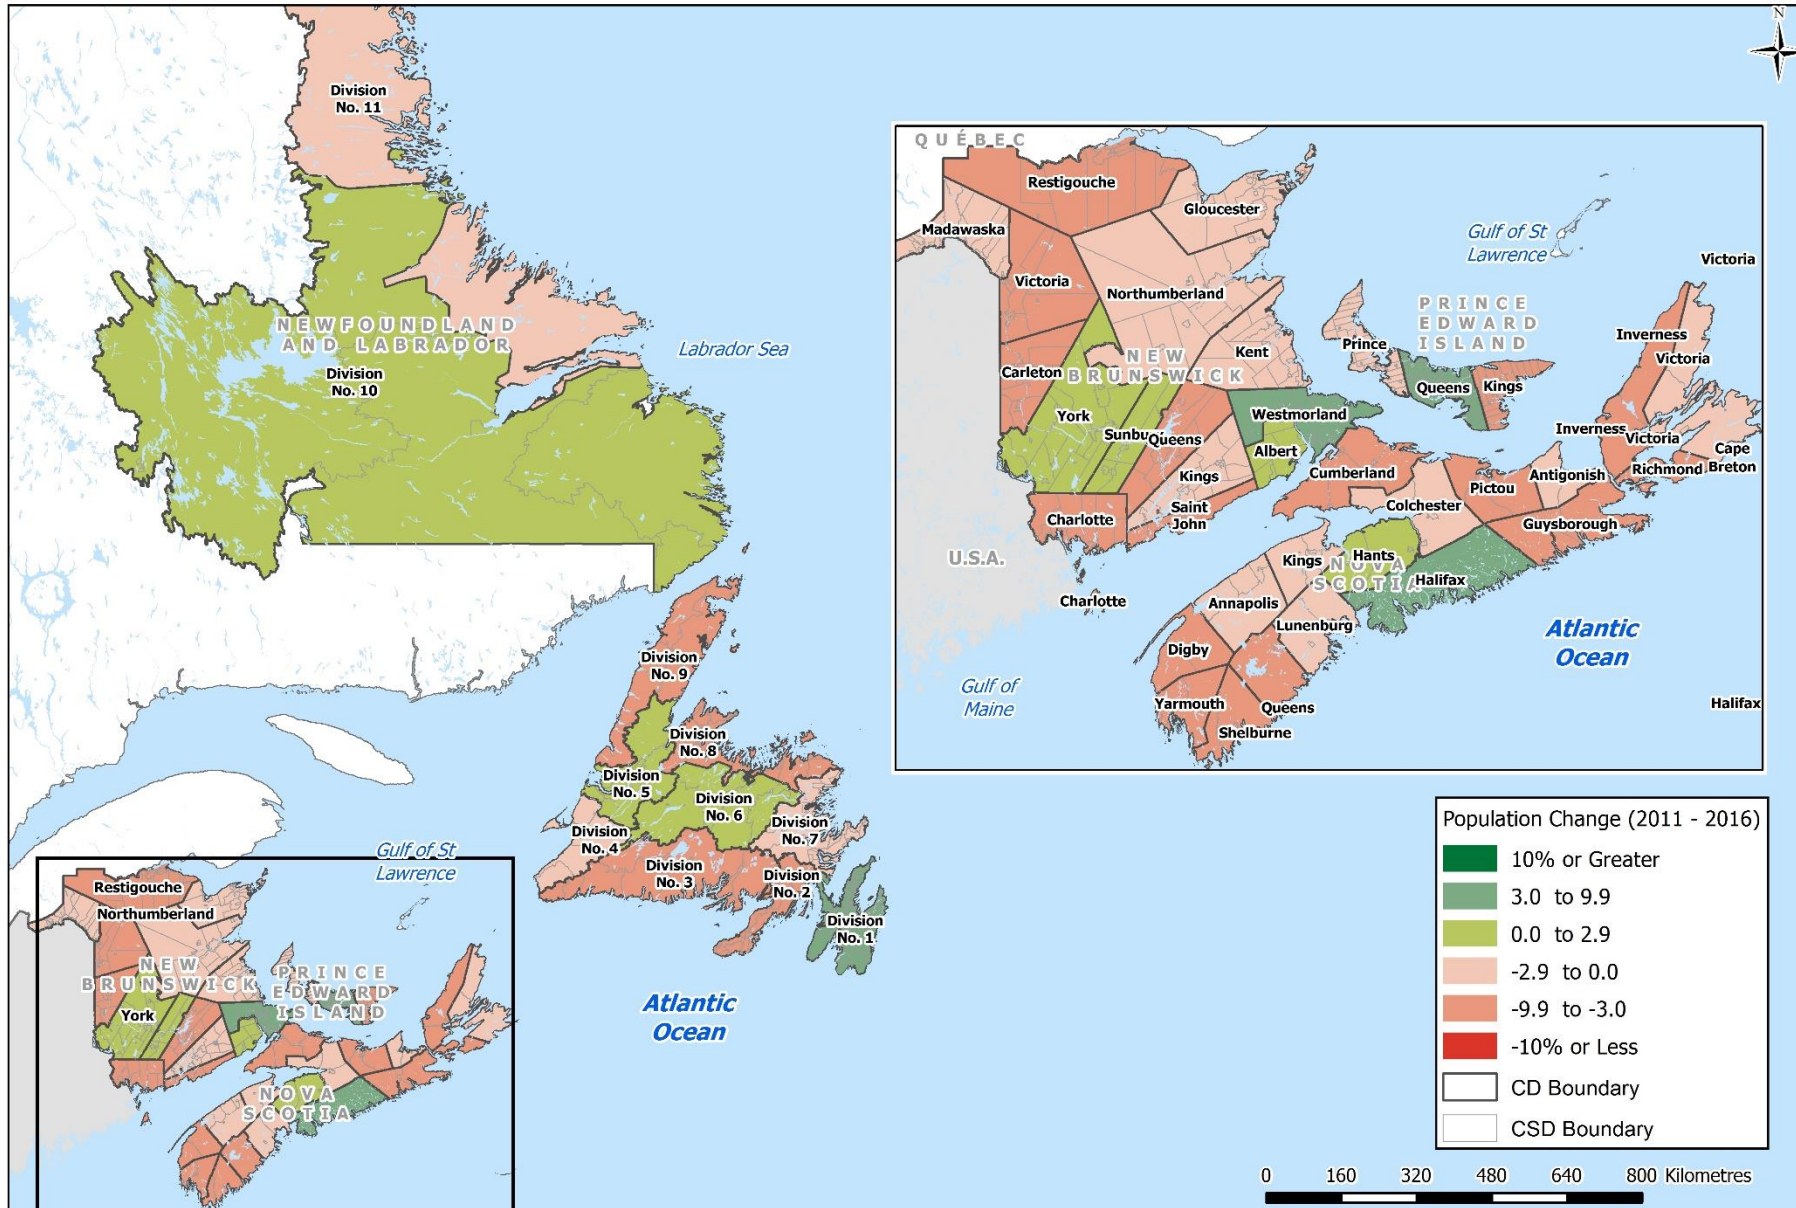 N
Division
No. 11
NEWFOUNDLAND
AND LABRADOR
Division
No. 10
Labrador Sea
Division
No. 9
Division
No. 8
Division
No. 5
Division
No. 6
Division
No. 7
Division
No. 4
Division
No. 3
Division
No. 2
Division
No. 1
Gulf of St
Lawrence
Atlantic
Ocean
Restigouche
Northumberland
NEW
BRUNSWICK
PRINCE
EDWARD
ISLAND
York
NOVA
SCOTIA
QUÉBEC
Restigouche
Gloucester
Madawaska
Gulf of St
Lawrence
Victoria
Victoria
Northumberland
PRINCE
EDWARD
ISLAND
Inverness
Prince
Kent
Victoria
NEW
BRUNSWICK
Carleton
Queens
Kings
York
Westmorland
Sunbu
Queens
Inverness
Victoria
Albert
Cape
Breton
Cumberland
Richmond
Kings
Pictou
Antigonish
Saint
John
Colchester
Charlotte
Guysborough
U.S.A.
Kings
Hants
NOVA
SCOTIA
Halifax
Charlotte
Annapolis
Lunenburg
Atlantic
Ocean
Digby
Gulf of
Maine
Yarmouth
Queens
Halifax
Shelburne
Population Change (2011 - 2016)
10% or Greater
3.0 to 9.9
0.0 to 2.9
-2.9 to 0.0
-9.9 to -3.0
-10% or Less
CD Boundary
CSD Boundary
0 160 320 480 640 800 Kilometres